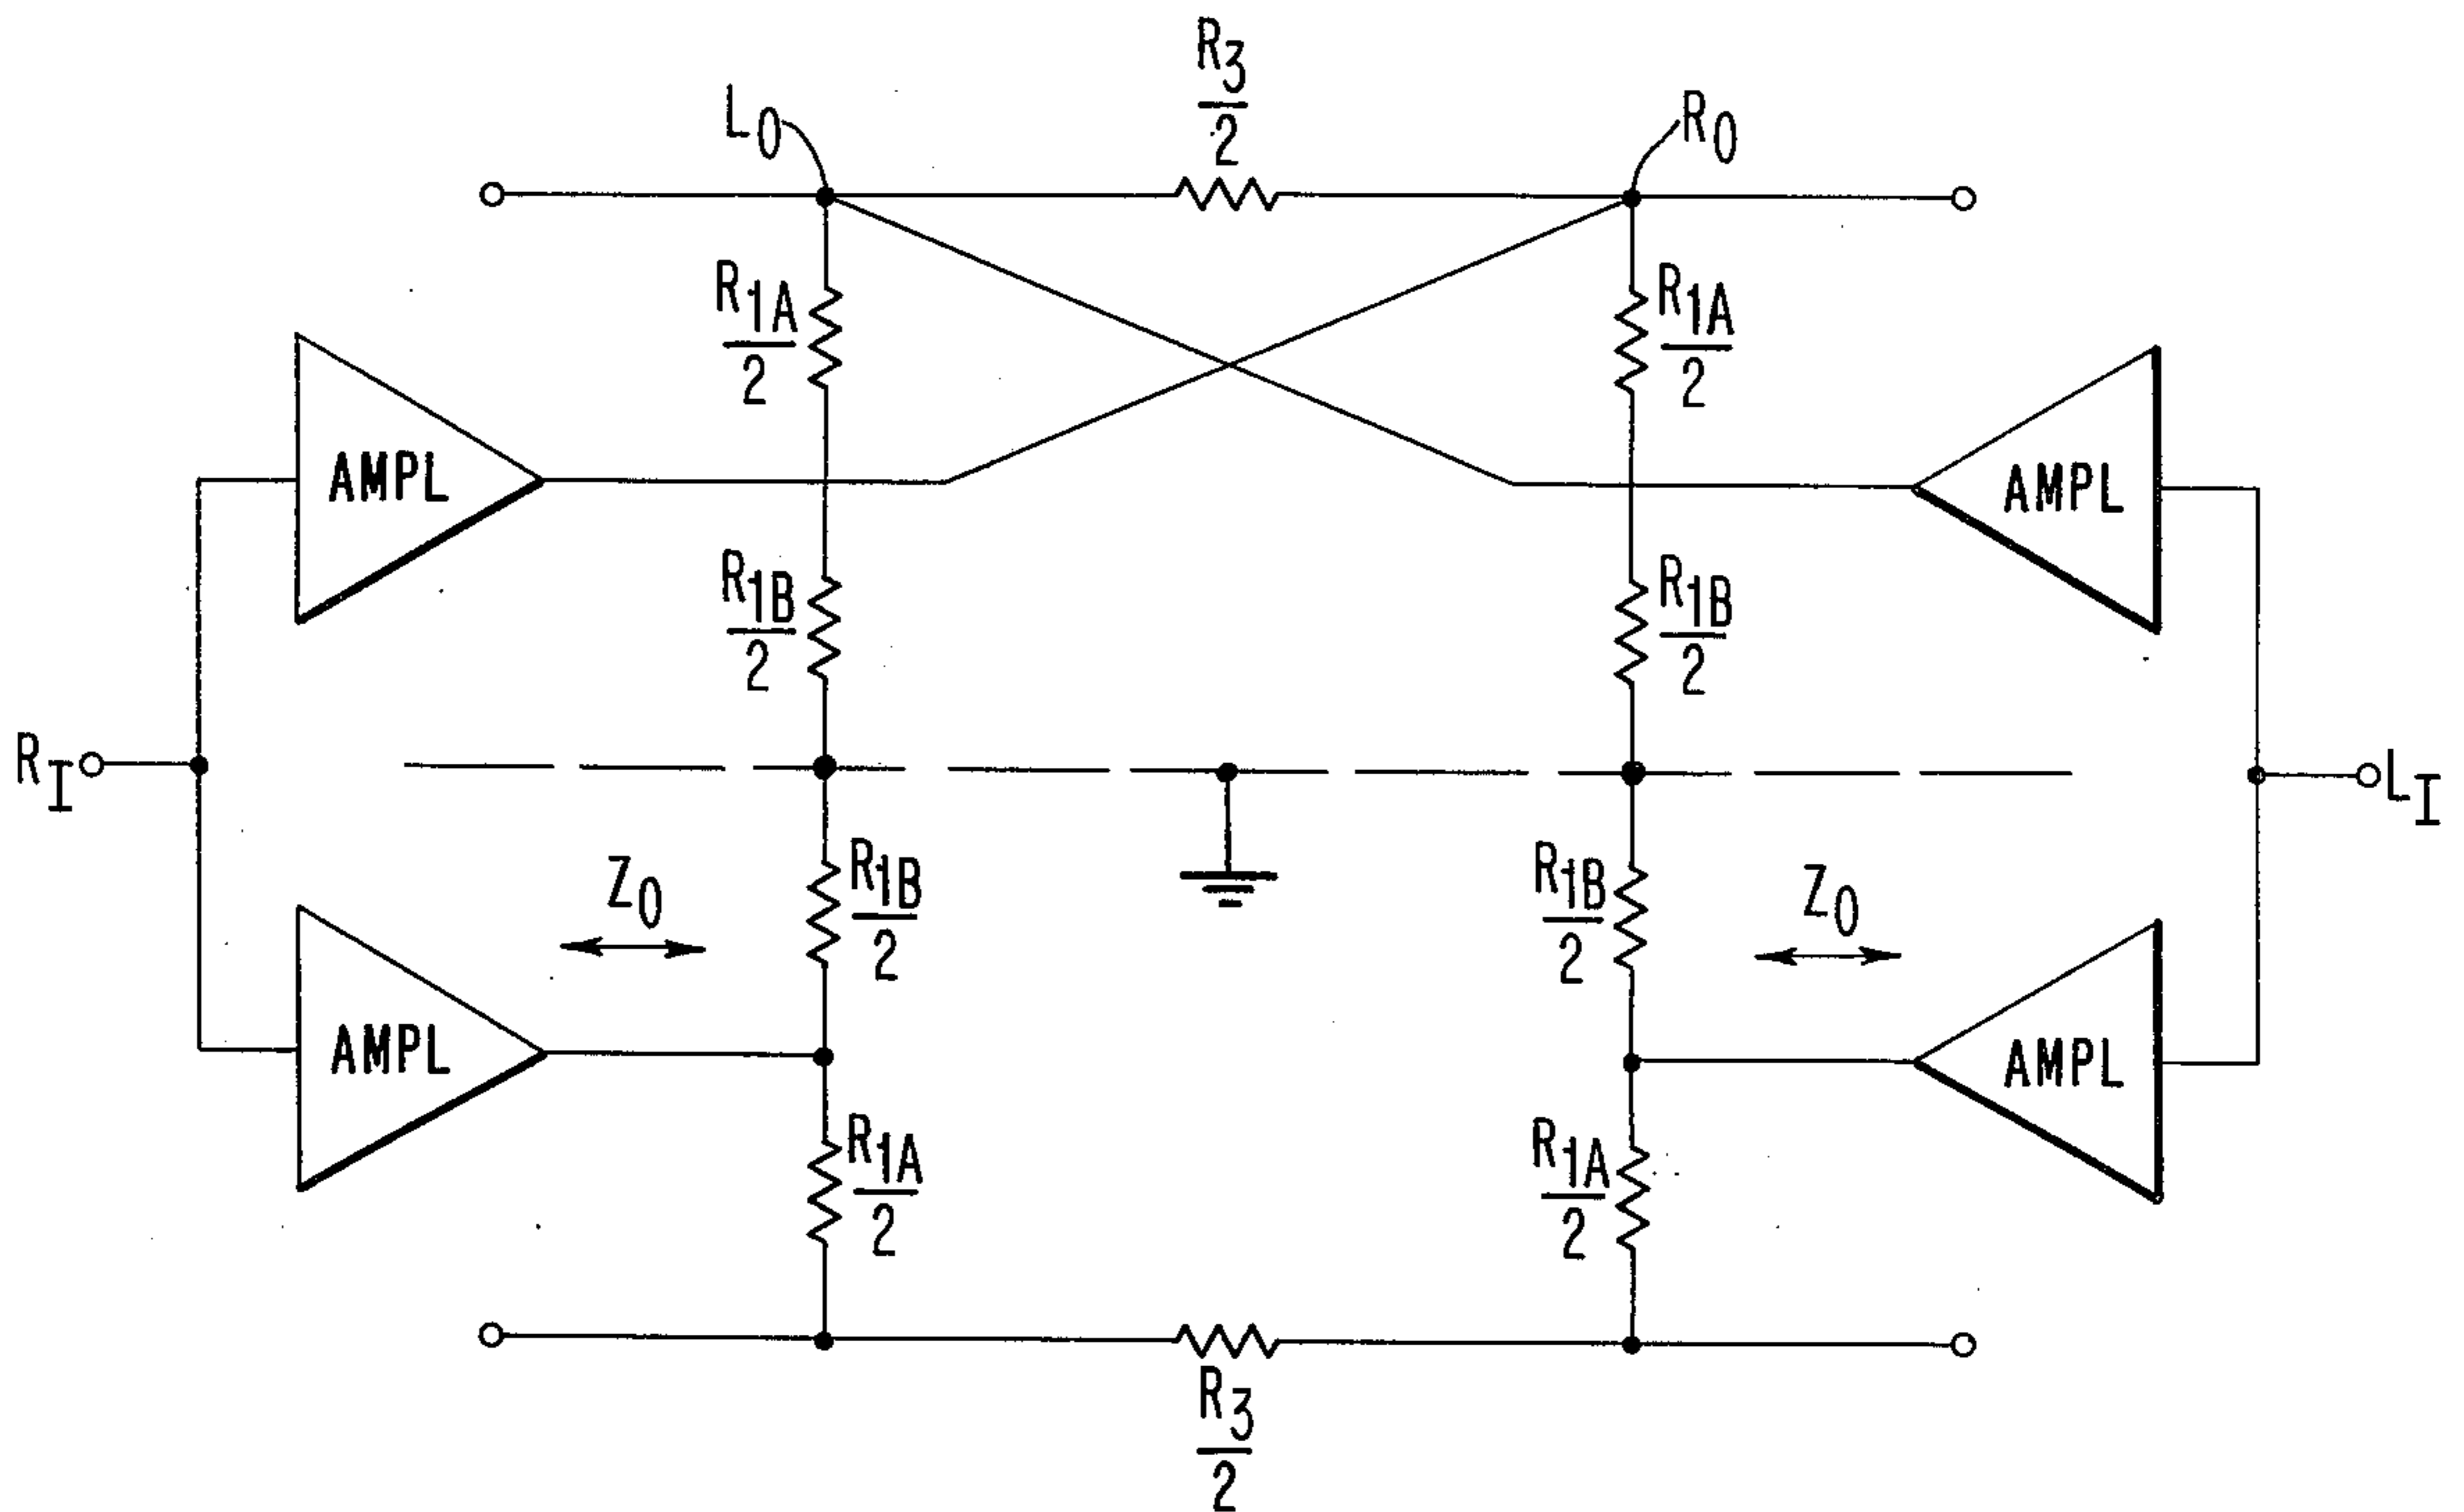 R3/2
L0
R0
R1A/2
R1A/2
AMPL
AMPL
R1B/2
R1B/2
RI
LI
Z0
R1B/2
R1B/2
Z0
AMPL
AMPL
R1A/2
R1A/2
R3/2